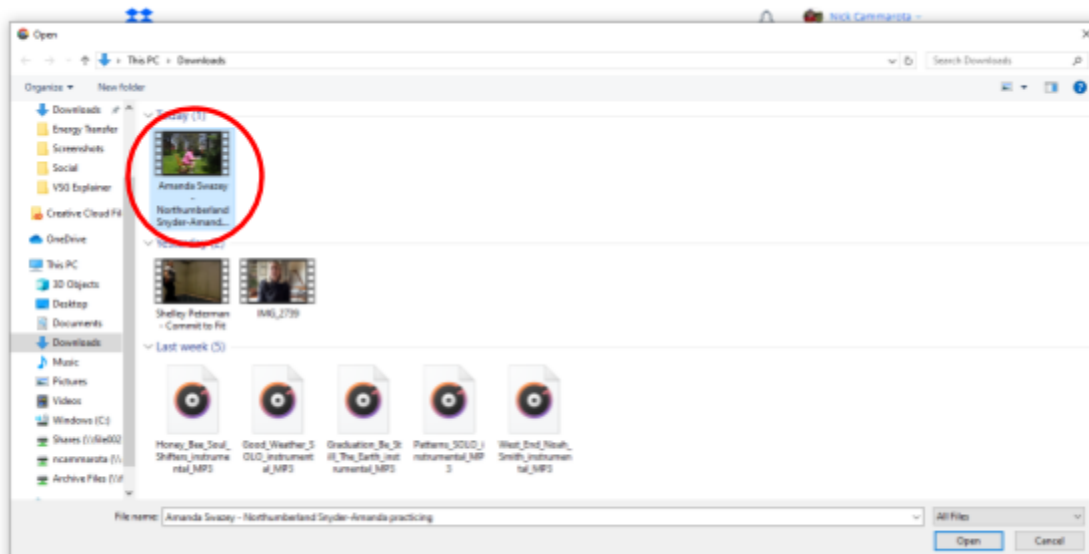 Nick Cammarota
Open
This PC › Downloads
Search Downloads
Organize
New folder
Downloads
Energy Transfer
Screenshots
Social
VSG Explainer
Creative Cloud Fil
OneDrive
This PC
3D Objects
Desktop
Documents
Downloads
Music
Pictures
Videos
Windows (C:)
Shares (\\file002
ncammarota (\\
Archive Files (\\f
Today (1)
Amanda Swazey
–
Northumberland
Snyder-Amand...
Yesterday (2)
Shelley Peterman
– Commit to Fit
IMG_2739
Last week (5)
Honey_Bee_Soul_
Shifters_instrume
ntal_MP3
Good_Weather_S
OLO_instrument
al_MP3
Graduation_Be_St
ill_The_Earth_inst
rumental_MP3
Patterns_SOLO_i
nstrumental_MP
3
West_End_Noah_
Smith_instrumen
tal_MP3
File name: Amanda Swazey – Northumberland Snyder-Amanda practicing
All Files
Open
Cancel